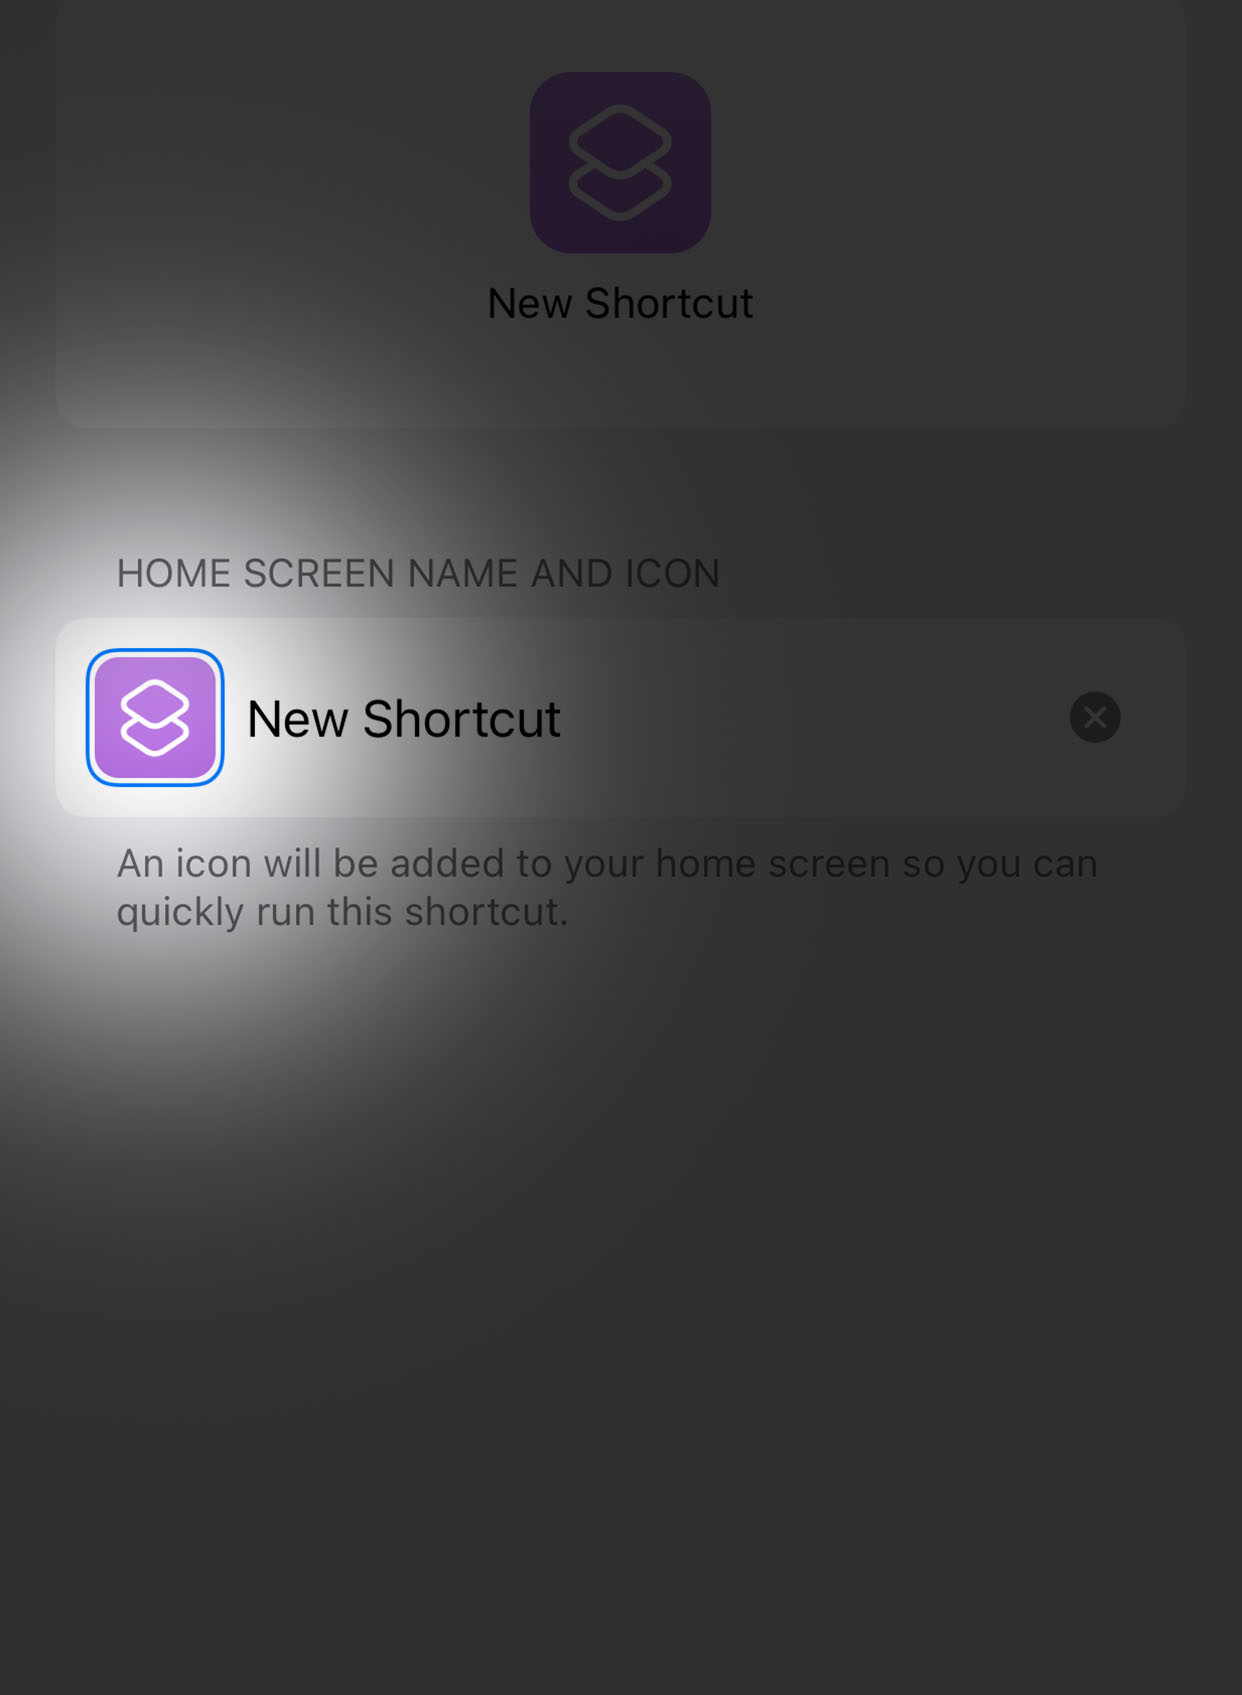 New Shortcut
HOME SCREEN NAME AND ICON
New Shortcut
An icon will be added to your home screen so you can
quickly run this shortcut.